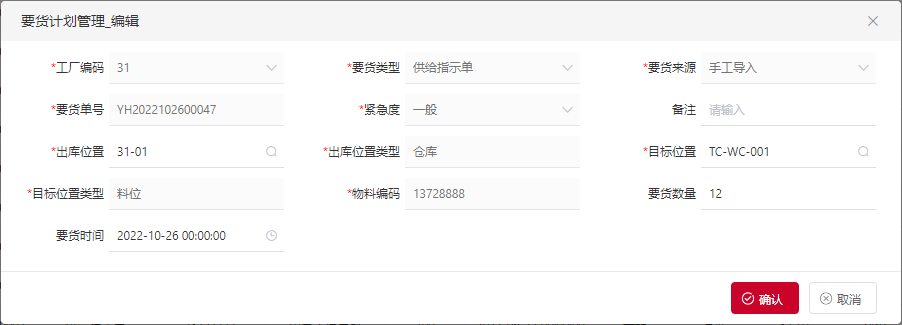 要货计划管理_编辑
*工厂编码 31 *要货类型 供给指示单 *要货来源 手工导入
*要货单号 YH2022102600047 *紧急度 一般 备注 请输入
*出库位置 31-01 *出库位置类型 仓库 *目标位置 TC-WC-001
*目标位置类型 料位 *物料编码 13728888 要货数量 12
要货时间 2022-10-26 00:00:00
确认 取消